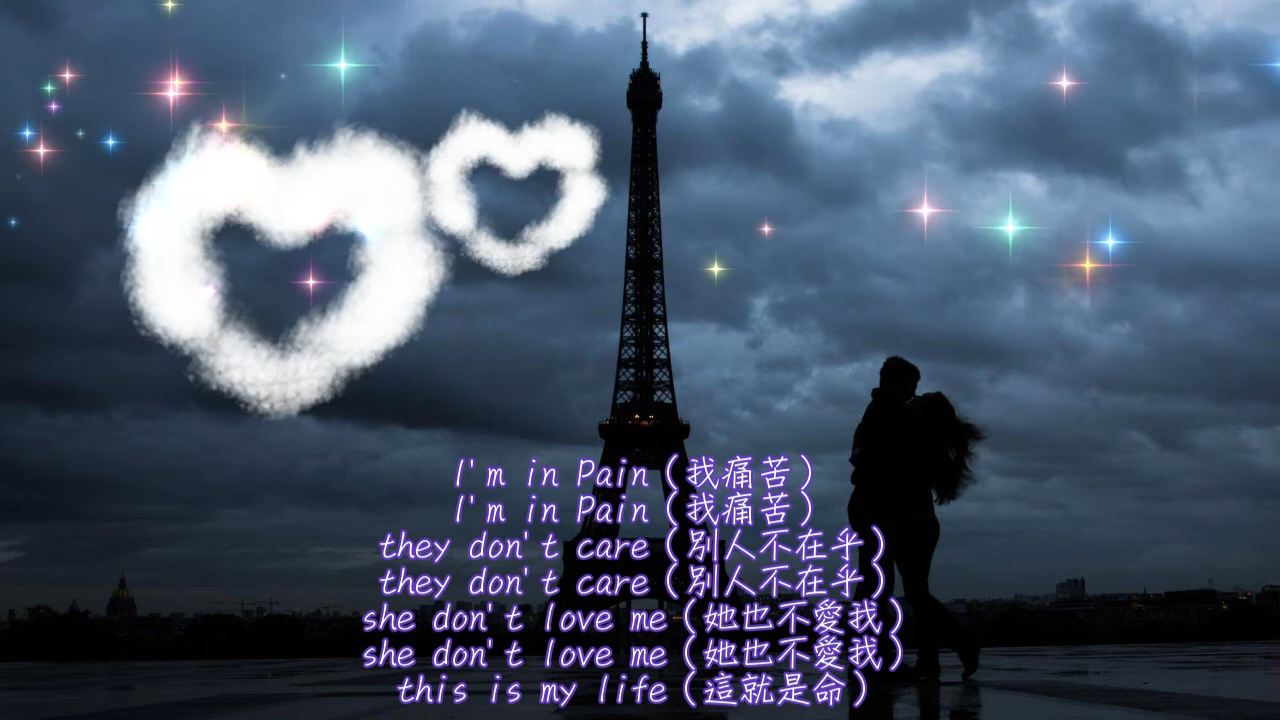 I'm in Pain(我痛苦)
I'm in Pain(我痛苦)
they don't care(別人不在乎)
they don't care(別人不在乎)
she don't love me(她也不愛我)
she don't love me(她也不愛我)
this is my life(這就是命)